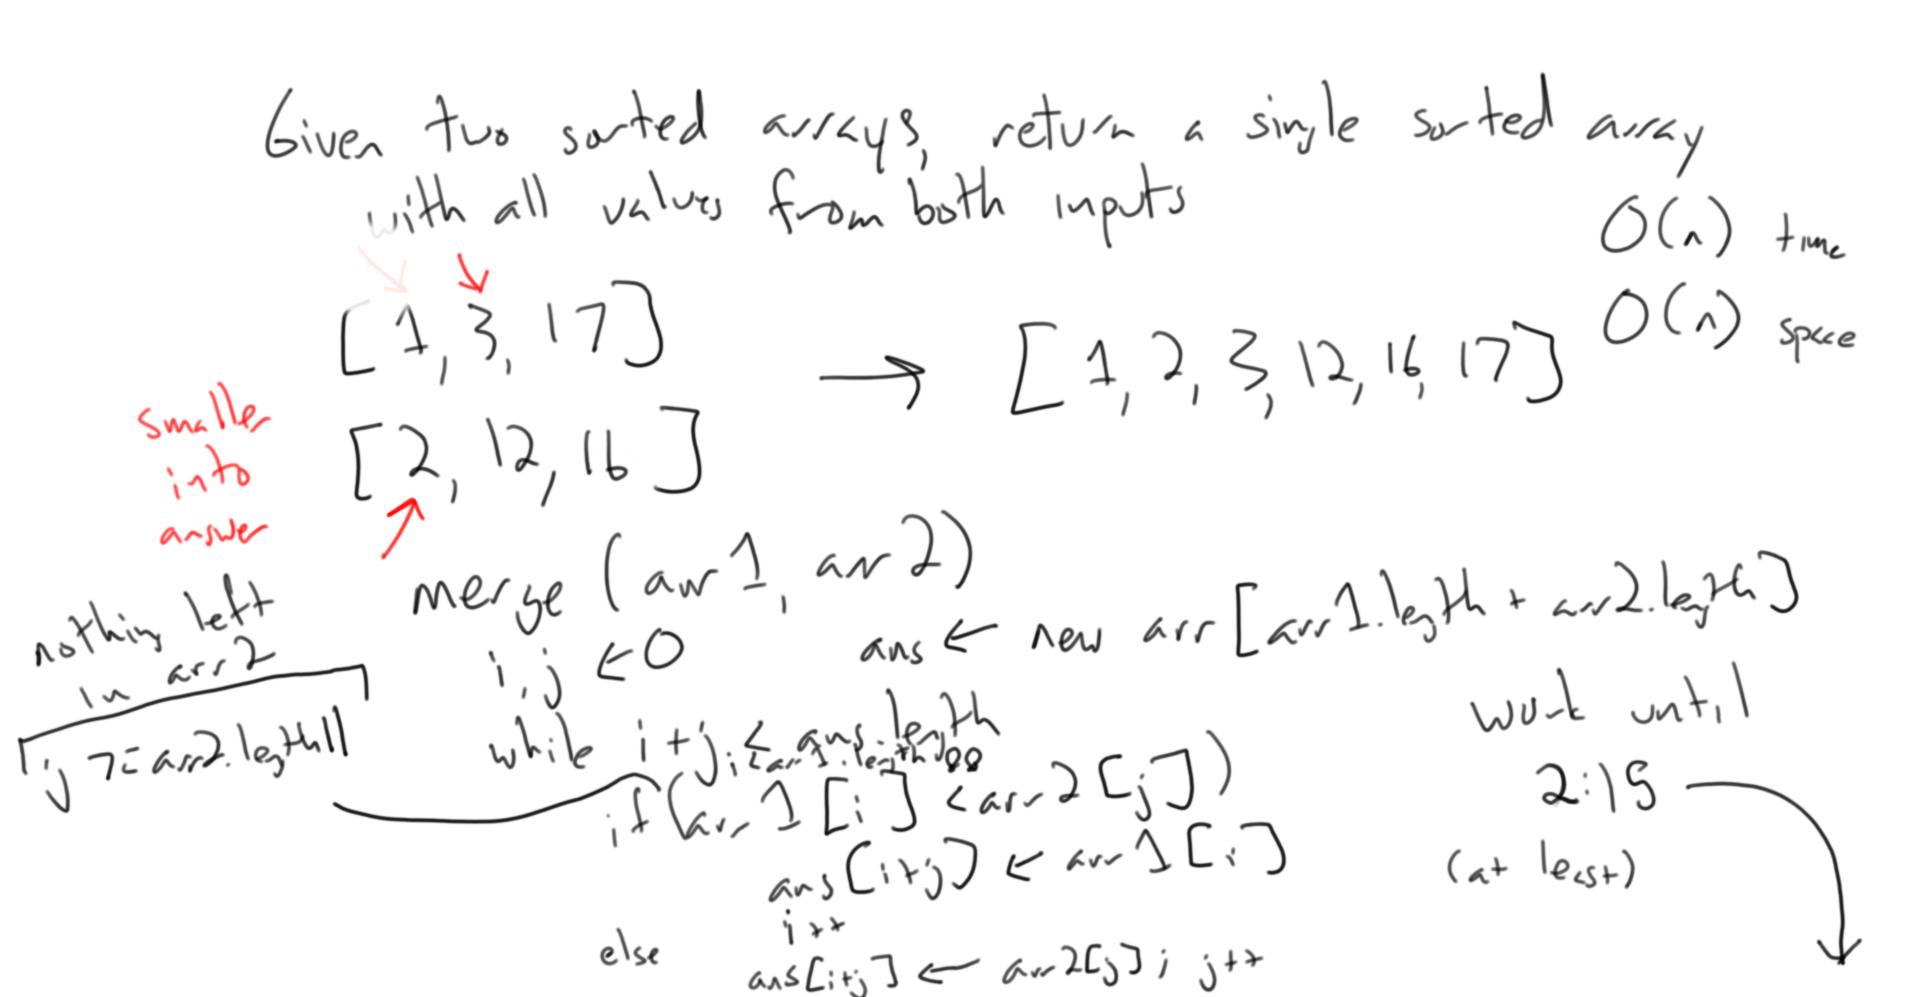 Given two sorted arrays, return a single sorted array
with all values from both inputs
O(n) time
O(n) space
[1, 3, 17]
→ [1, 2, 3, 12, 16, 17]
[2, 12, 16]
smaller
into
answer
merge (arr1, arr2)
i, j ← 0
ans ← new arr [arr1.length + arr2.length]
while i + j < ans.length
nothing left
in arr2
j >= arr2.length ||
i < arr1.length &&
if (arr1[i] < arr2[j])
ans[i+j] ← arr1[i]
i++
else
ans[i+j] ← arr2[j]; j++
work until
2:15
(at least)